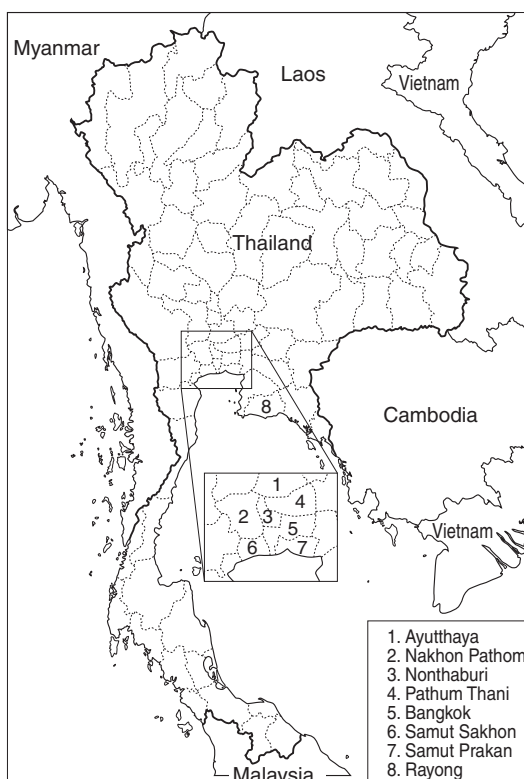 Myanmar
Laos
Vietnam
Thailand
8
Cambodia
1
4
2
3
5
6
7
Vietnam
1. Ayutthaya
2. Nakhon Pathom
3. Nonthaburi
4. Pathum Thani
5. Bangkok
6. Samut Sakhon
7. Samut Prakan
8. Rayong
Malaysia